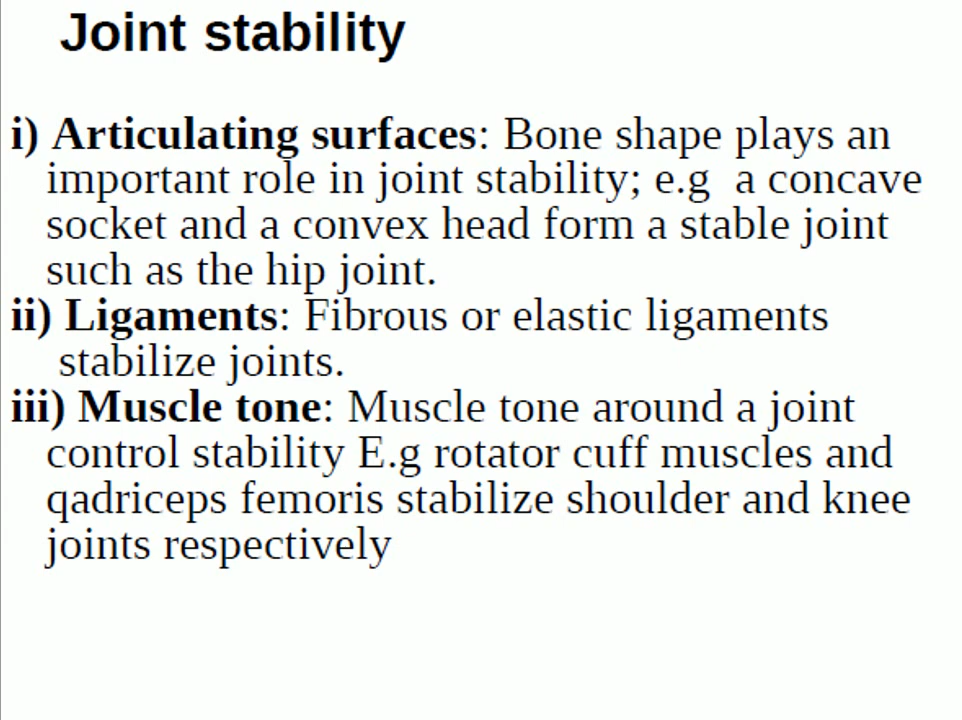 Joint stability
i) Articulating surfaces: Bone shape plays an
important role in joint stability; e.g  a concave
socket and a convex head form a stable joint
such as the hip joint.
ii) Ligaments: Fibrous or elastic ligaments
stabilize joints.
iii) Muscle tone: Muscle tone around a joint
control stability E.g rotator cuff muscles and
qadriceps femoris stabilize shoulder and knee
joints respectively